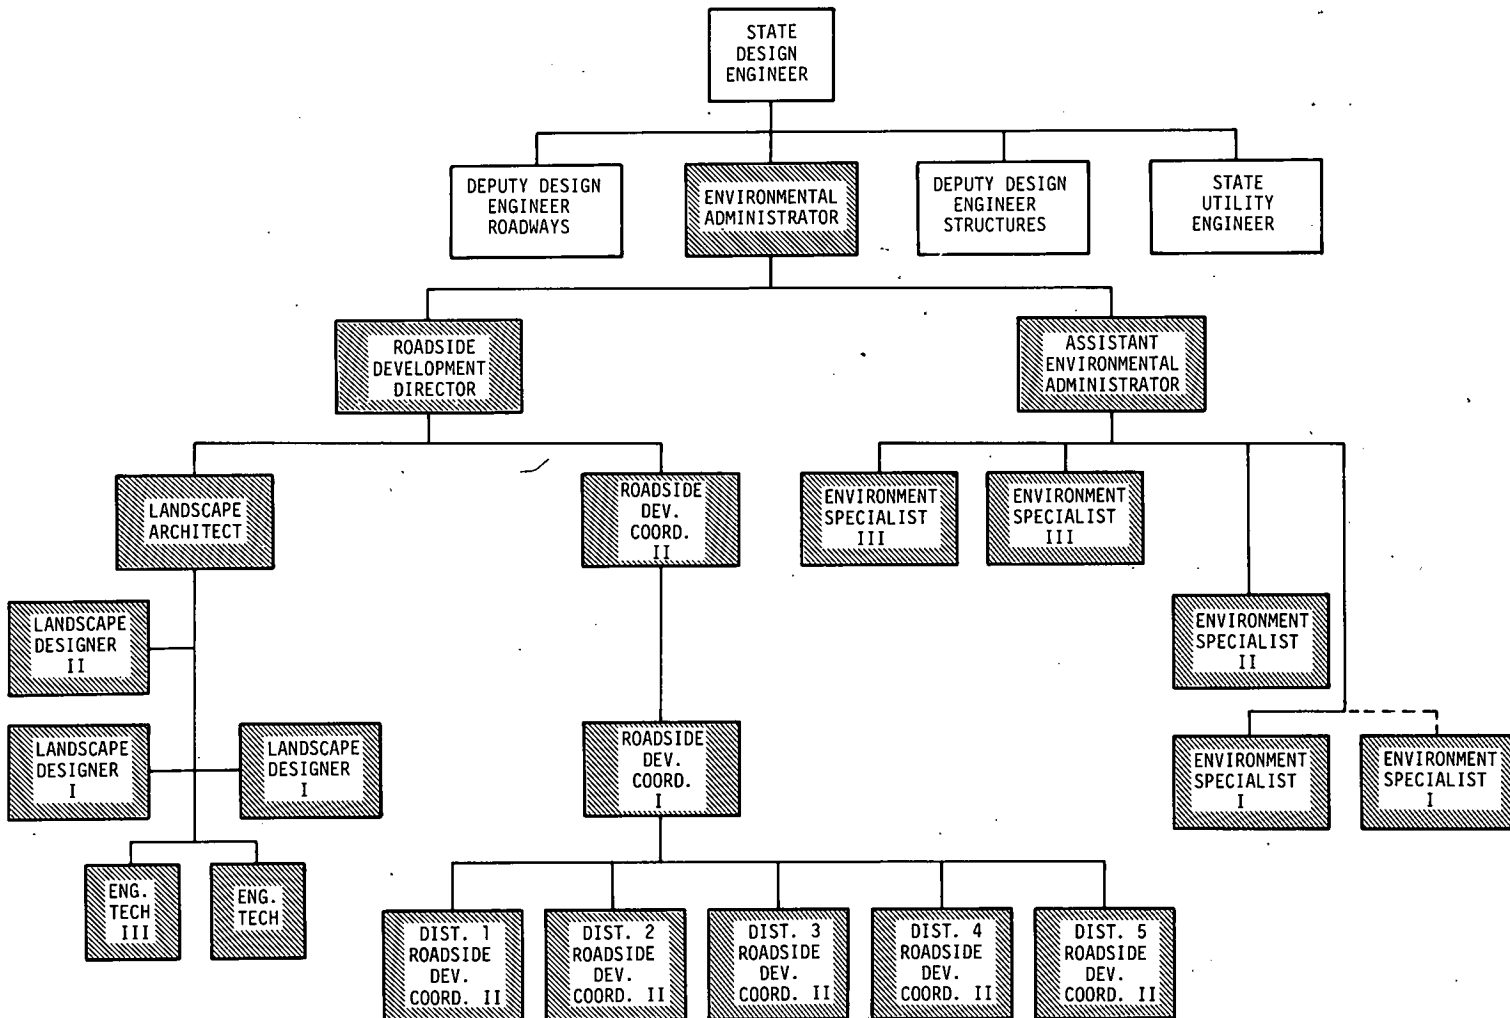 STATE
DESIGN
ENGINEER
DEPUTY DESIGN
ENGINEER
ROADWAYS
ENVIRONMENTAL
ADMINISTRATOR
DEPUTY DESIGN
ENGINEER
STRUCTURES
STATE
UTILITY
ENGINEER
ROADSIDE
DEVELOPMENT
DIRECTOR
ASSISTANT
ENVIRONMENTAL
ADMINISTRATOR
LANDSCAPE
ARCHITECT
ROADSIDE
DEV.
COORD.
II
ENVIRONMENT
SPECIALIST
III
ENVIRONMENT
SPECIALIST
III
LANDSCAPE
DESIGNER
II
ENVIRONMENT
SPECIALIST
II
LANDSCAPE
DESIGNER
I
LANDSCAPE
DESIGNER
I
ROADSIDE
DEV.
COORD.
I
ENVIRONMENT
SPECIALIST
I
ENVIRONMENT
SPECIALIST
I
ENG.
TECH
III
ENG.
TECH
DIST. 1
ROADSIDE
DEV.
COORD. II
DIST. 2
ROADSIDE
DEV.
COORD. II
DIST. 3
ROADSIDE
DEV.
COORD. II
DIST. 4
ROADSIDE
DEV.
COORD. II
DIST. 5
ROADSIDE
DEV.
COORD. II